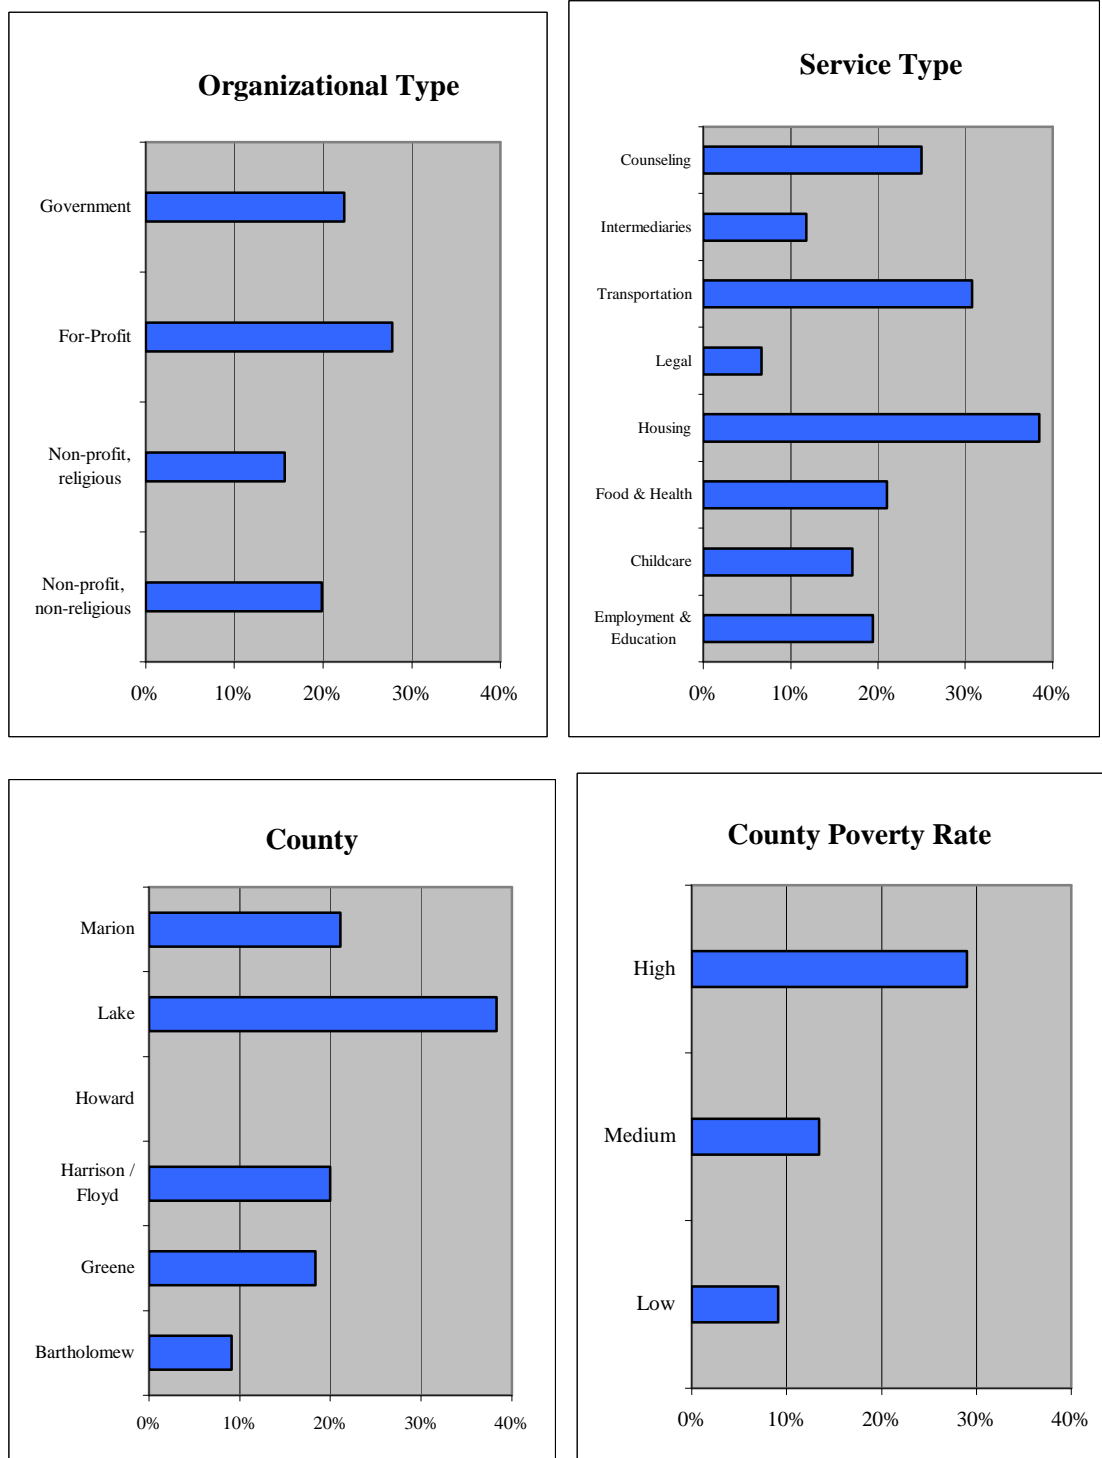 Organizational Type
Government
For-Profit
Non-profit,
religious
Non-profit,
non-religious
0% 10% 20% 30% 40%
Service Type
Counseling
Intermediaries
Transportation
Legal
Housing
Food & Health
Childcare
Employment &
Education
0% 10% 20% 30% 40%
County
Marion
Lake
Howard
Harrison /
Floyd
Greene
Bartholomew
0% 10% 20% 30% 40%
County Poverty Rate
High
Medium
Low
0% 10% 20% 30% 40%